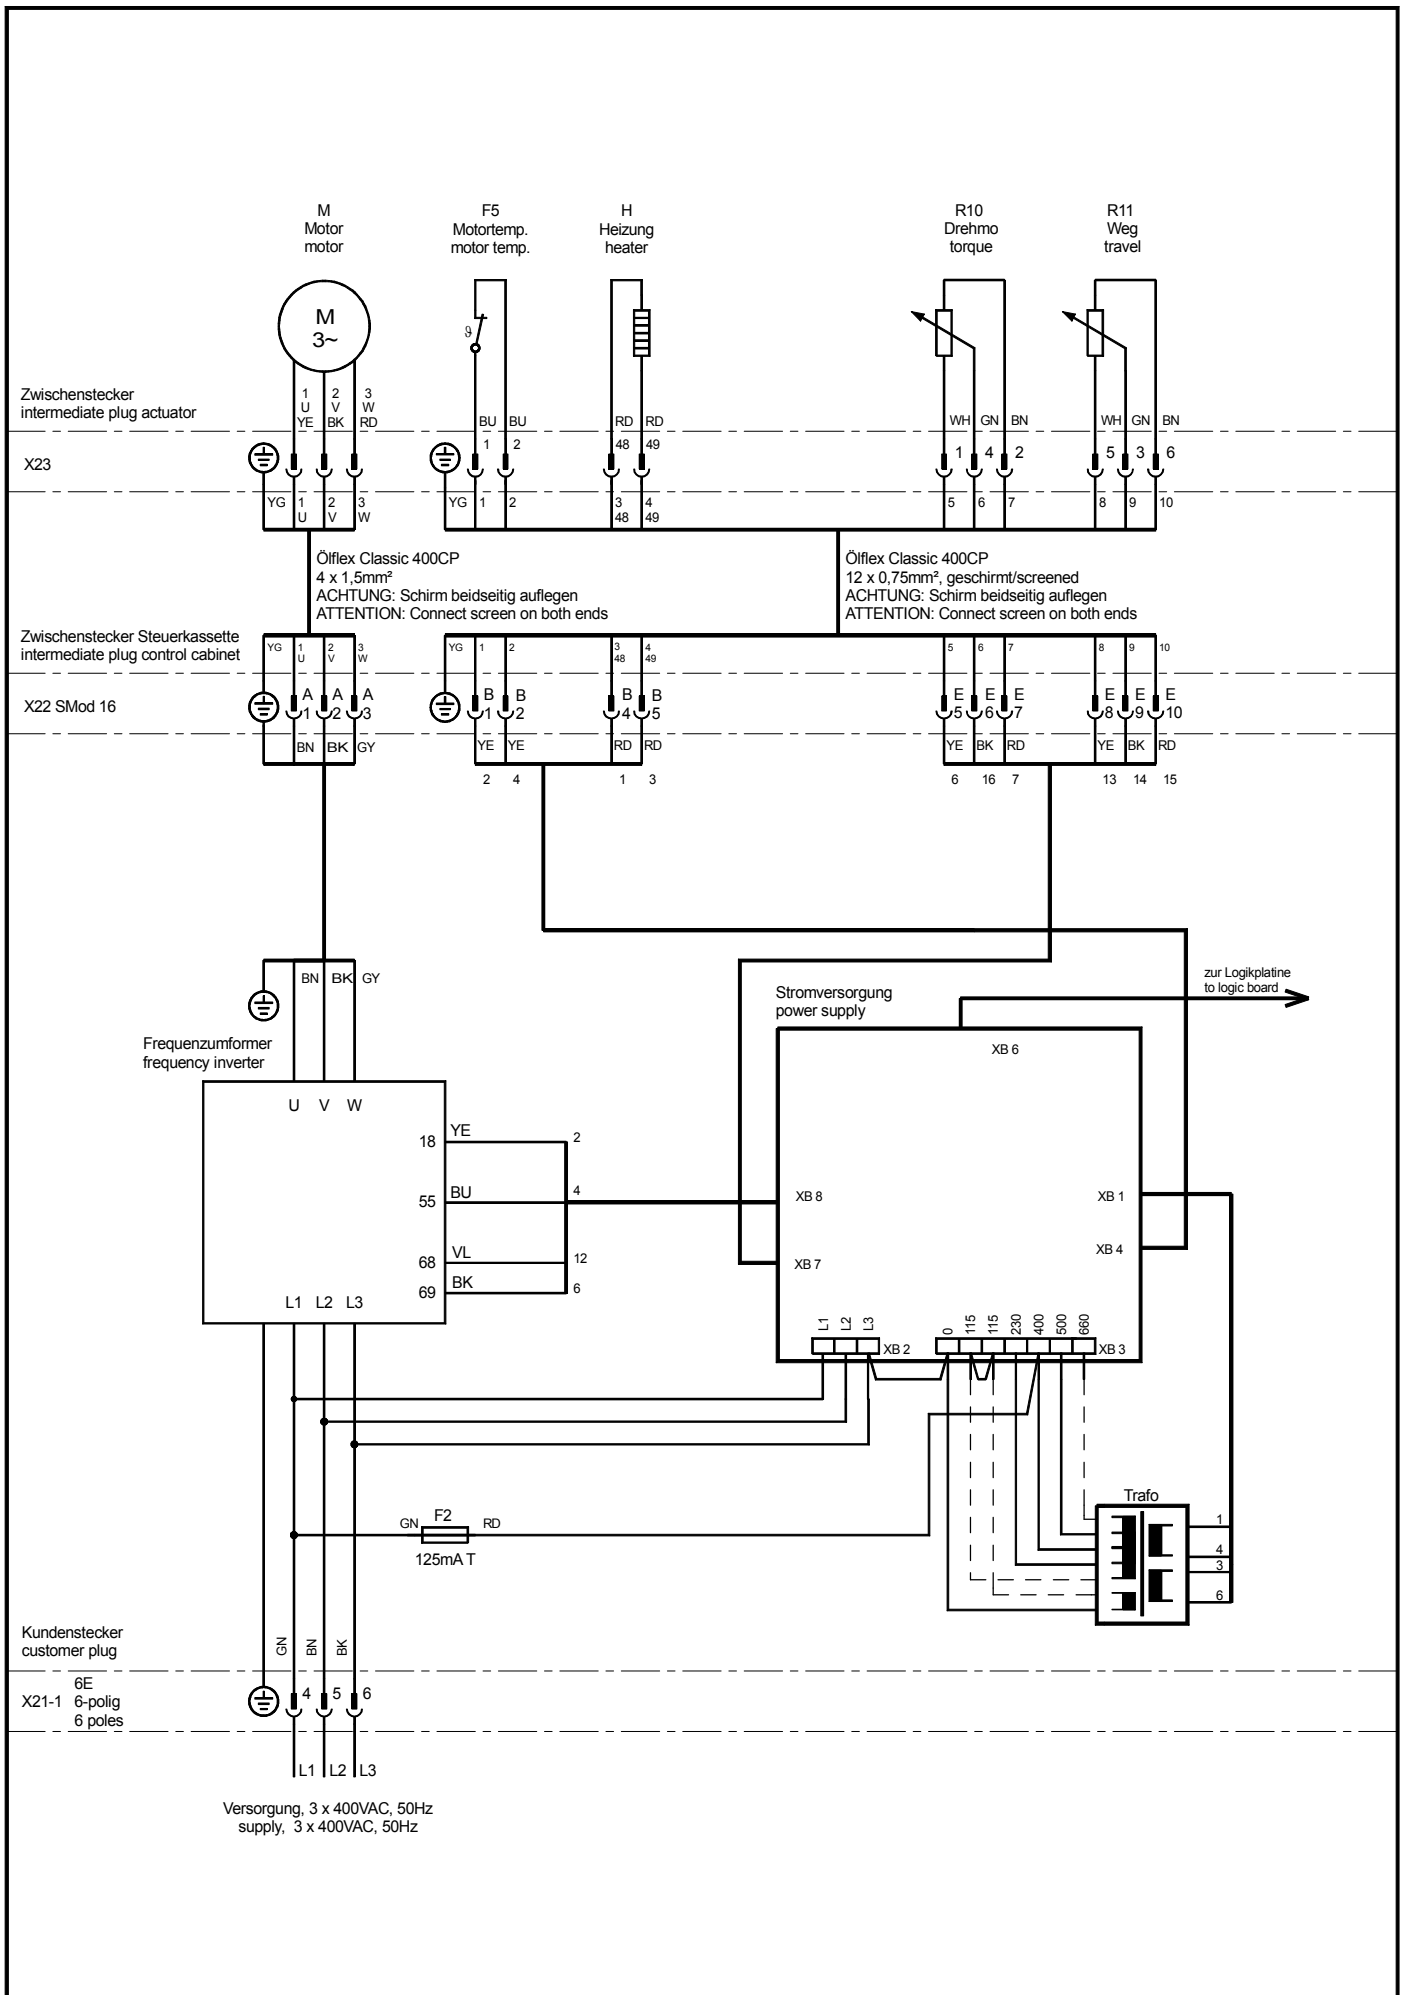 M
Motor
motor
F5
Motortemp.
motor temp.
H
Heizung
heater
R10
Drehmo
torque
R11
Weg
travel
M
3~
ϑ
Zwischenstecker
intermediate plug actuator
1 2 3
U V W
YE BK RD
BU BU
RD RD
WH GN BN
WH GN BN
X23
1 2
48 49
1 4 2
5 3 6
YG 1 2 3
U V W
YG 1 2
3 4
48 49
5 6 7
8 9 10
Ölflex Classic 400CP
4 x 1,5mm²
ACHTUNG: Schirm beidseitig auflegen
ATTENTION: Connect screen on both ends
Ölflex Classic 400CP
12 x 0,75mm², geschirmt/screened
ACHTUNG: Schirm beidseitig auflegen
ATTENTION: Connect screen on both ends
Zwischenstecker Steuerkassette
intermediate plug control cabinet
YG 1 2 3
U V W
YG 1 2
3 4
48 49
5 6 7
8 9 10
X22 SMod 16
A A A
1 2 3
B B
1 2
B B
4 5
E E E
5 6 7
E E E
8 9 10
BN BK GY
YE YE
RD RD
YE BK RD
YE BK RD
2 4
1 3
6 16 7
13 14 15
BN BK GY
zur Logikplatine
to logic board
Stromversorgung
power supply
Frequenzumformer
frequency inverter
XB 6
U V W
18 YE 2
55 BU 4
68 VL 12
69 BK 6
XB 8
XB 7
XB 1
XB 4
L1 L2 L3
L1 L2 L3 XB 2
0 115 115 230 400 500 660 XB 3
GN F2 RD
125mA T
Trafo
1
4
3
6
Kundenstecker
customer plug
GN BN BK
X21-1
6E
6-polig
6 poles
4 5 6
L1 L2 L3
Versorgung, 3 x 400VAC, 50Hz
supply, 3 x 400VAC, 50Hz